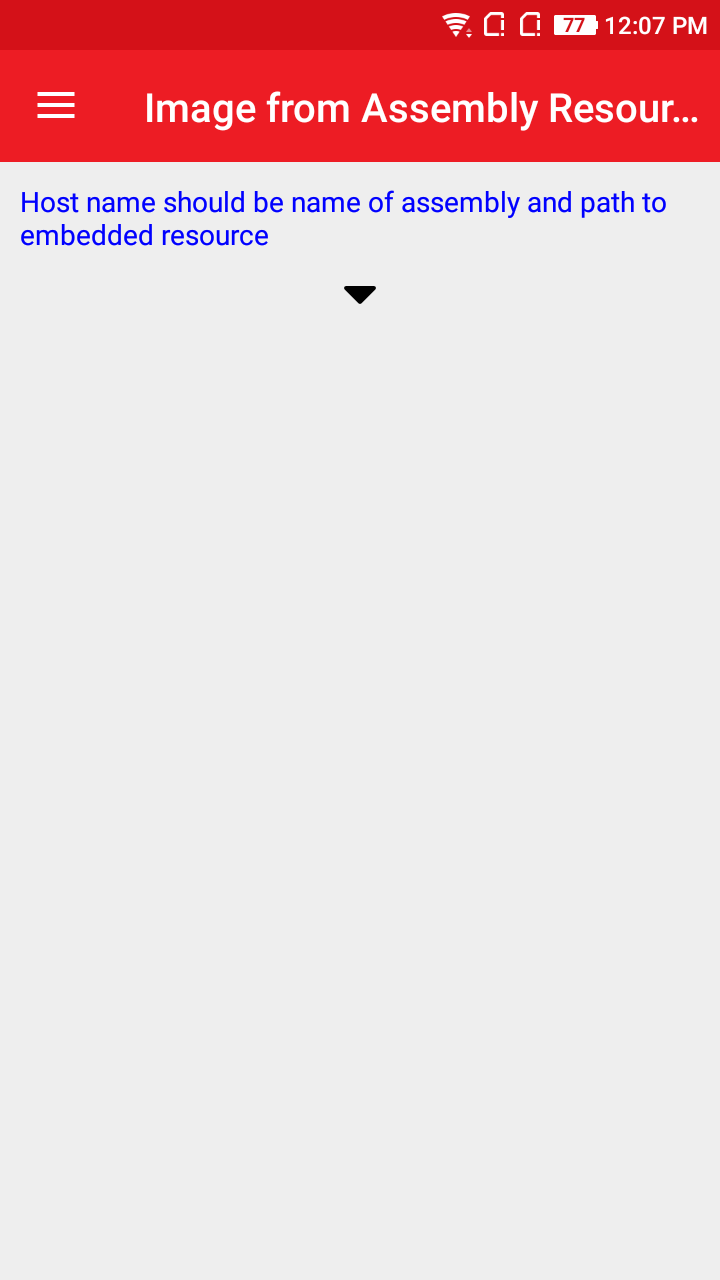 77 12:07 PM
Image from Assembly Resour...
Host name should be name of assembly and path to
embedded resource